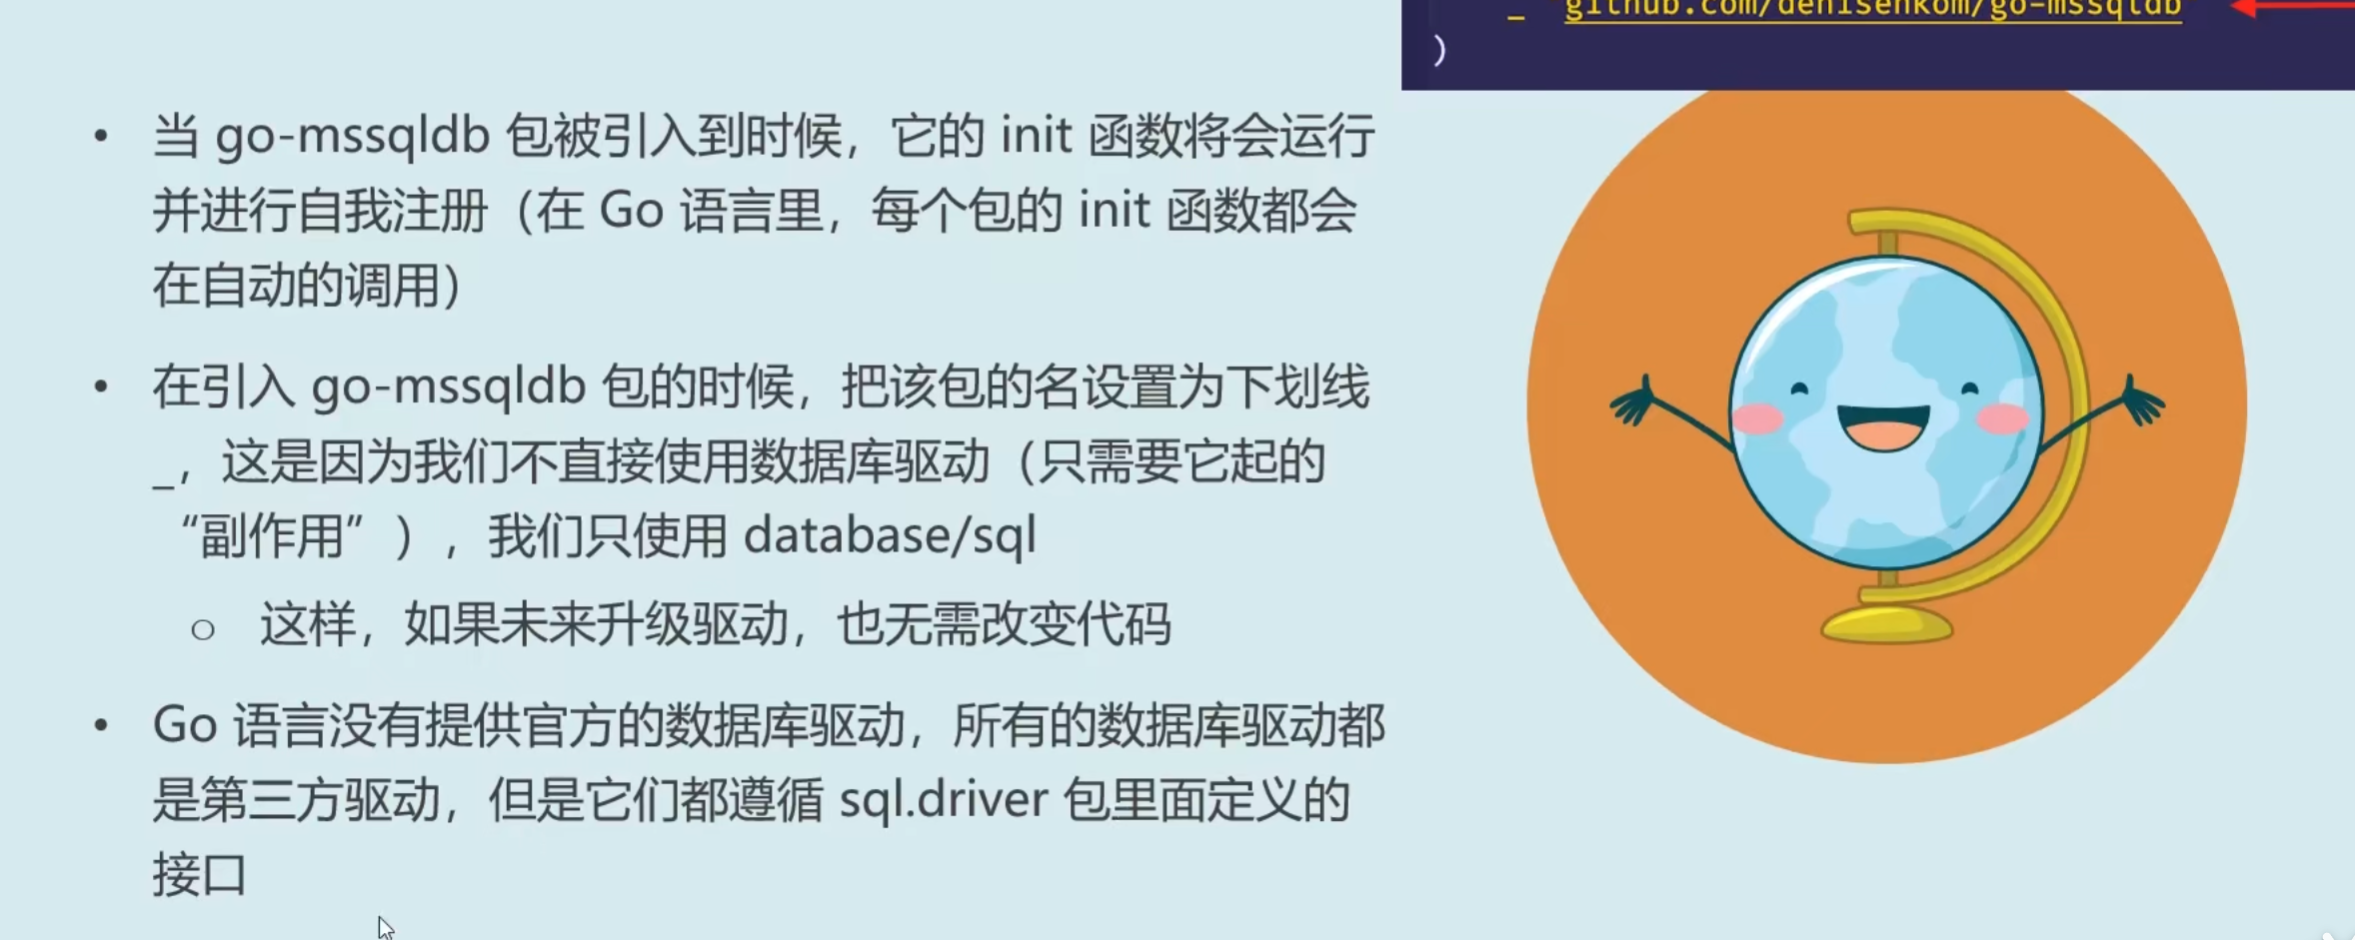 _ "github.com/denisenkom/go-mssqldb"
)
• 当 go-mssqldb 包被引入到时候，它的 init 函数将会运行
并进行自我注册（在 Go 语言里，每个包的 init 函数都会
在自动的调用）
• 在引入 go-mssqldb 包的时候，把该包的名设置为下划线
_，这是因为我们不直接使用数据库驱动（只需要它起的
“副作用”），我们只使用 database/sql
○ 这样，如果未来升级驱动，也无需改变代码
• Go 语言没有提供官方的数据库驱动，所有的数据库驱动都
是第三方驱动，但是它们都遵循 sql.driver 包里面定义的
接口